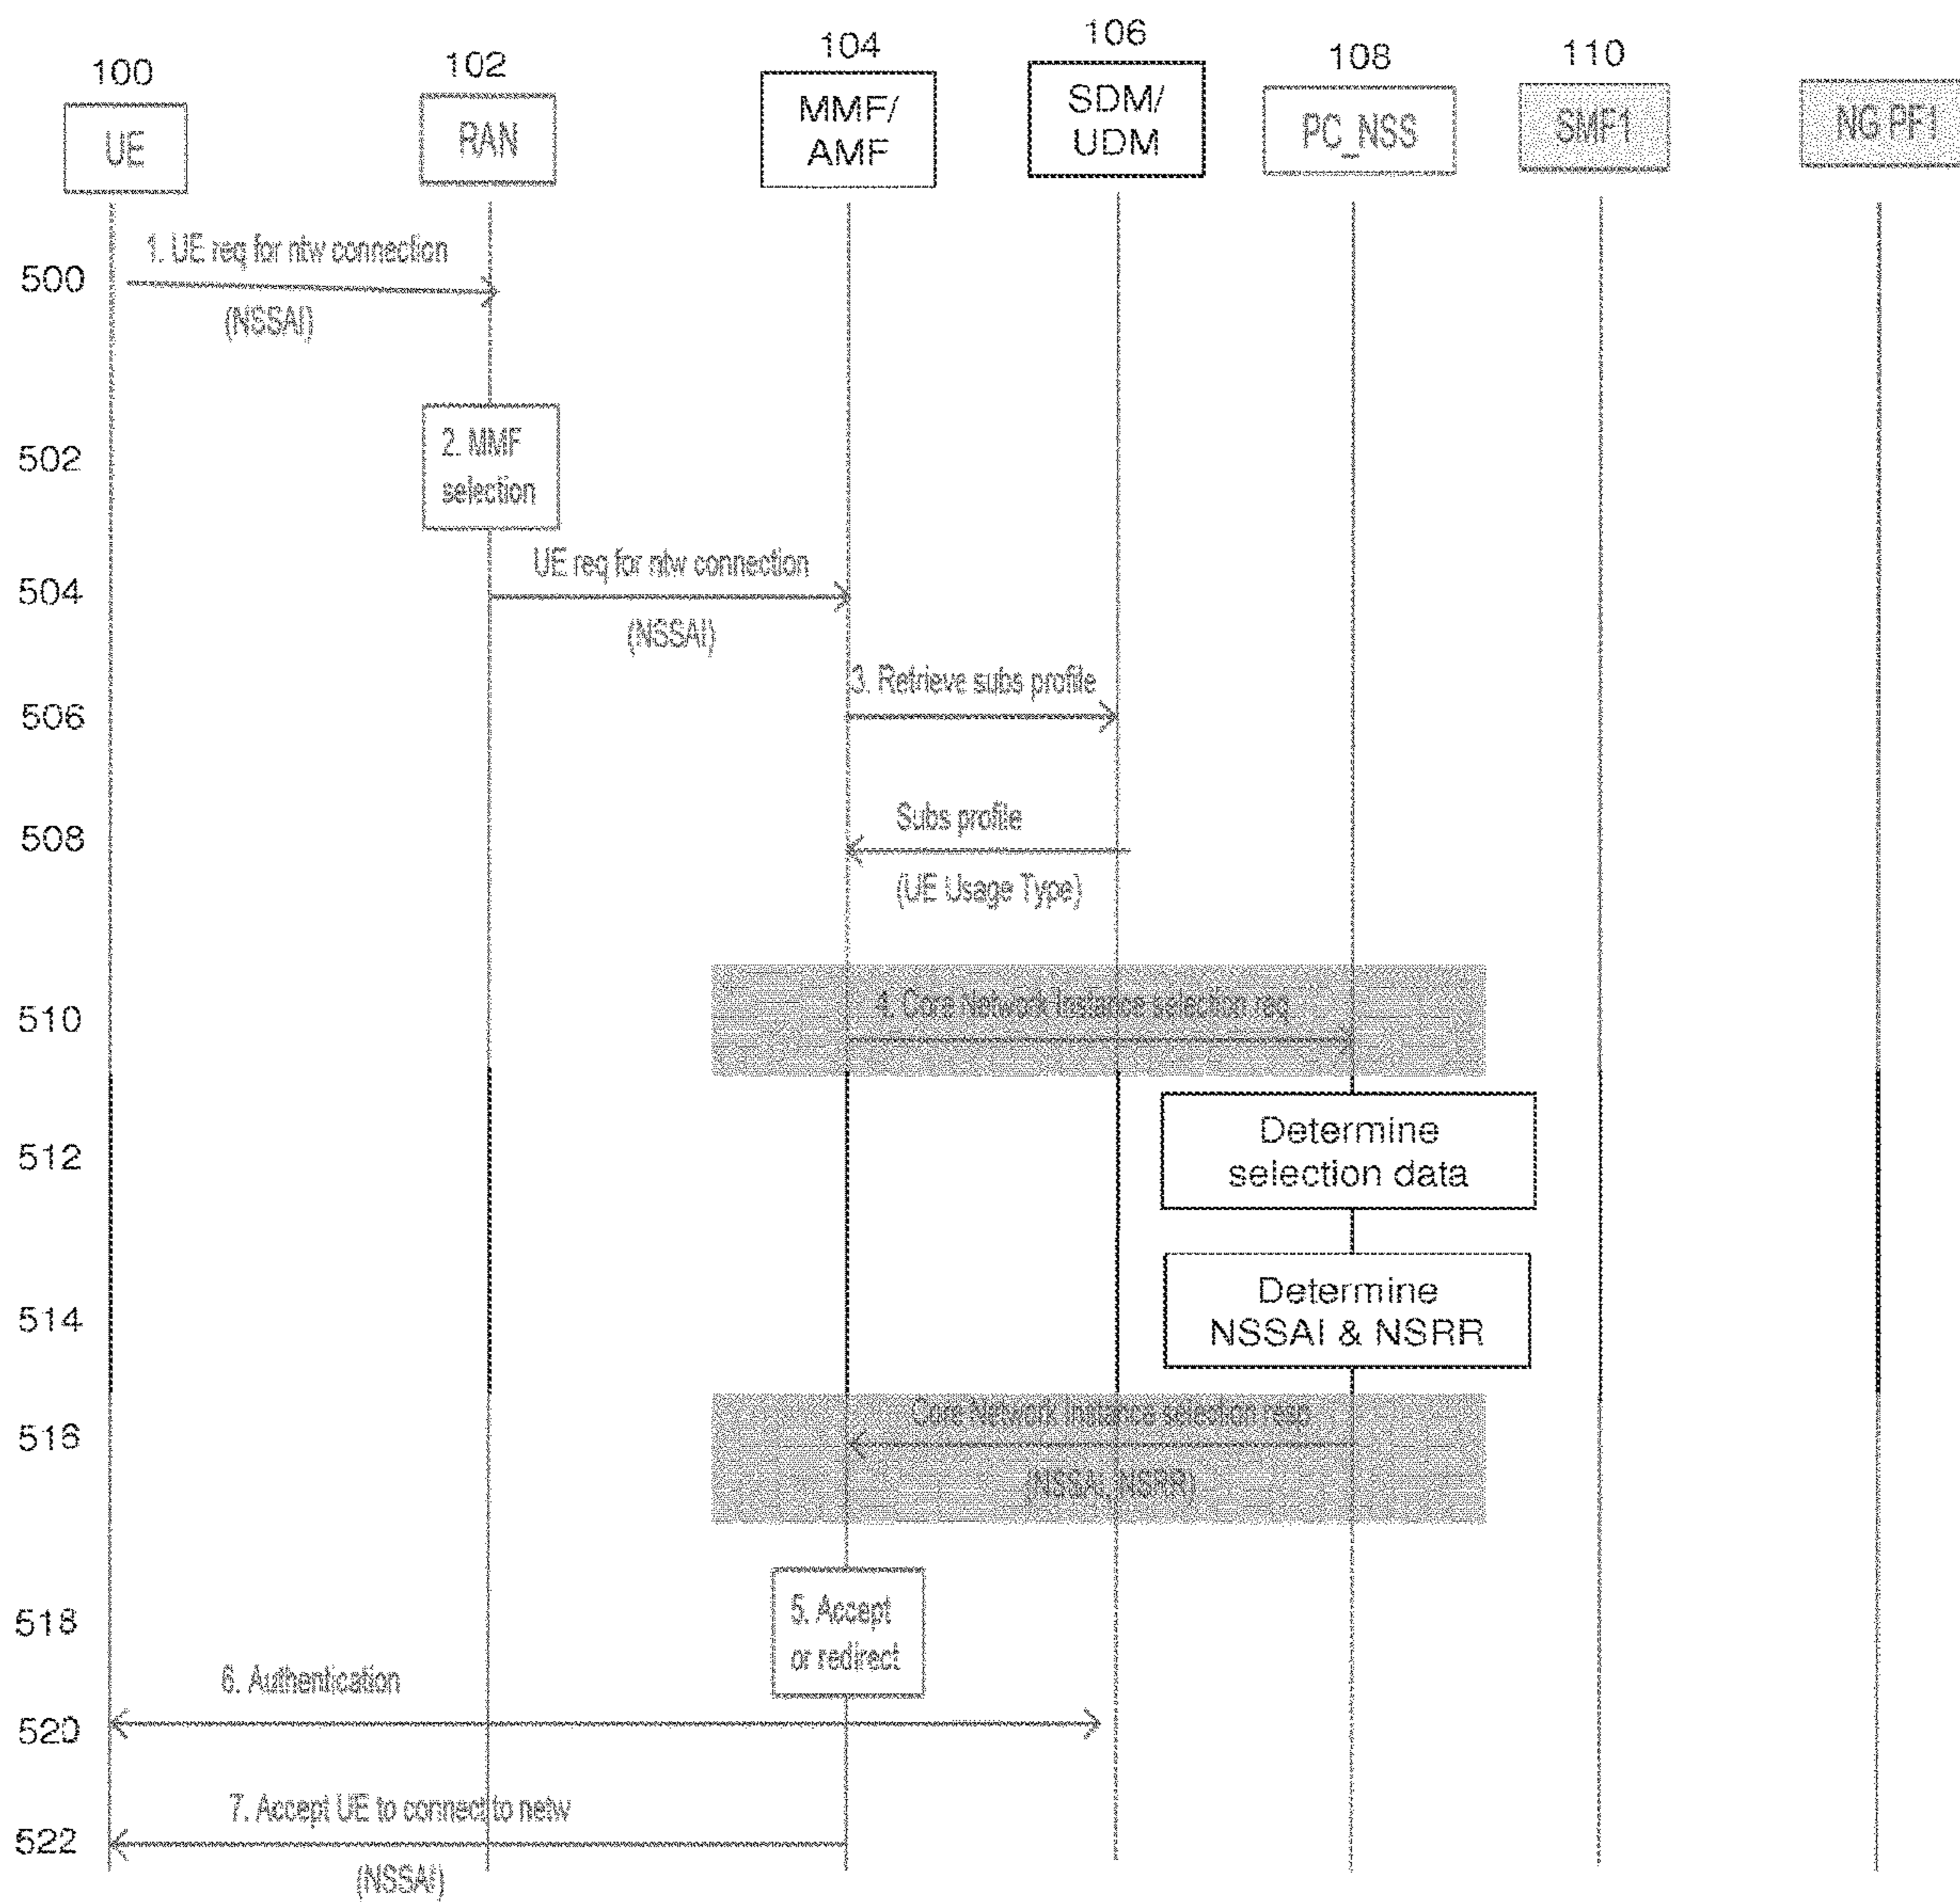 100
102
104
106
108
110
UE
RAN
MMF/
AMF
SDM/
UDM
PC_NSS
SMF1
NG PF1
500
1. UE req for ntw connection
(NSSAI)
502
2. MMF
selection
504
UE req for ntw connection
(NSSAI)
506
3. Retrieve subs profile
508
Subs profile
(UE Usage Type)
510
4. Core Network Instance selection req
512
Determine
selection data
514
Determine
NSSAI & NSRR
516
Core Network Instance selection resp
(NSSAI, NSRR)
518
5. Accept
or redirect
520
6. Authentication
522
7. Accept UE to connect to netw
(NSSAI)